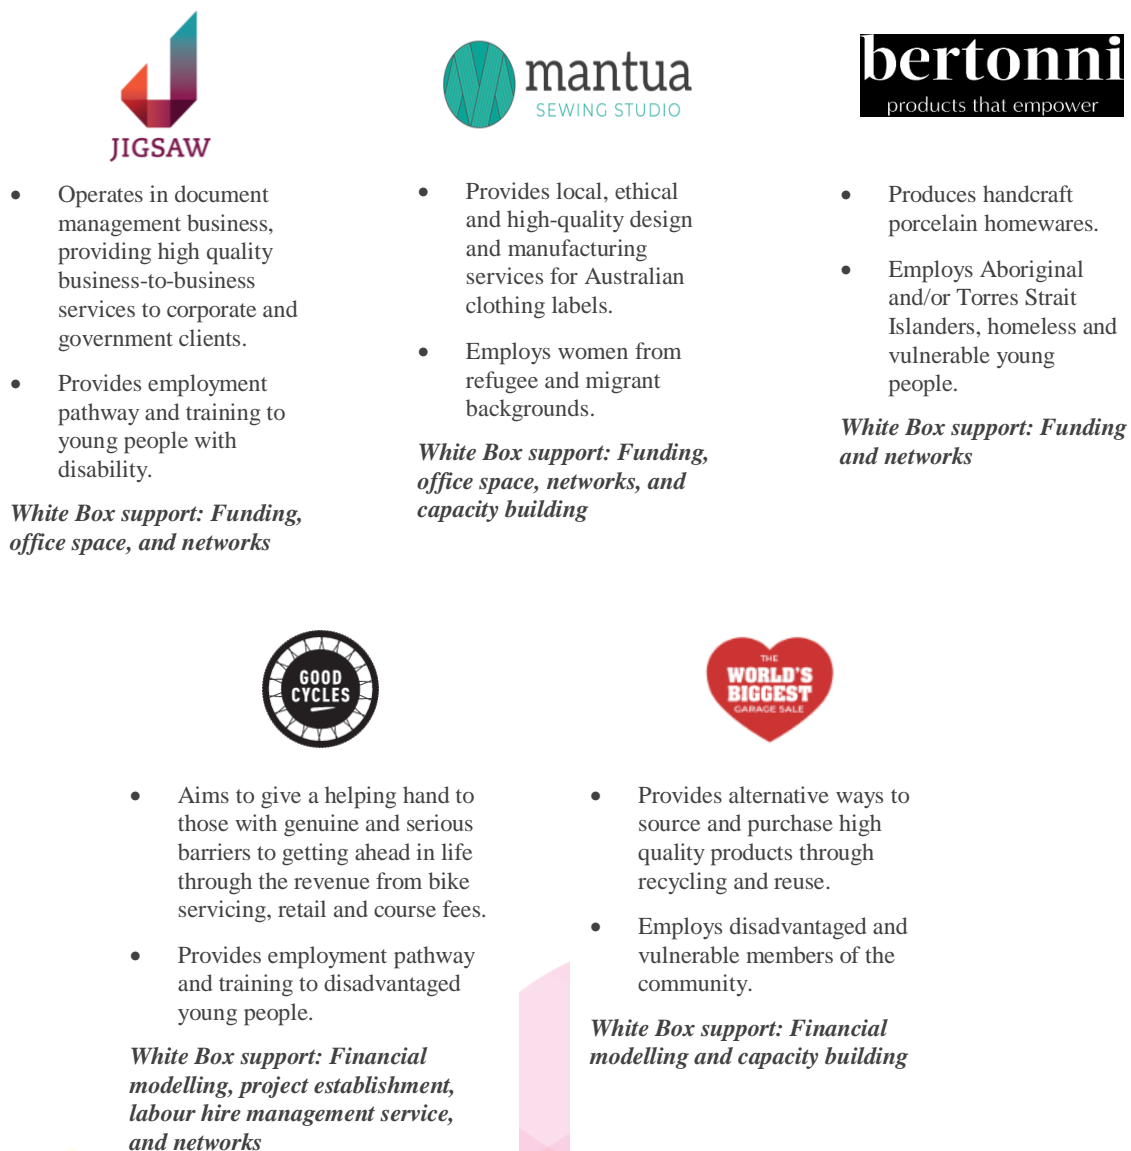 JIGSAW
• Operates in document
management business,
providing high quality
business-to-business
services to corporate and
government clients.
• Provides employment
pathway and training to
young people with
disability.
White Box support: Funding,
office space, and networks
mantua
SEWING STUDIO
• Provides local, ethical
and high-quality design
and manufacturing
services for Australian
clothing labels.
• Employs women from
refugee and migrant
backgrounds.
White Box support: Funding,
office space, networks, and
capacity building
bertonni
products that empower
• Produces handcraft
porcelain homewares.
• Employs Aboriginal
and/or Torres Strait
Islanders, homeless and
vulnerable young
people.
White Box support: Funding
and networks
GOOD
CYCLES
• Aims to give a helping hand to
those with genuine and serious
barriers to getting ahead in life
through the revenue from bike
servicing, retail and course fees.
• Provides employment pathway
and training to disadvantaged
young people.
White Box support: Financial
modelling, project establishment,
labour hire management service,
and networks
THE
WORLD'S
BIGGEST
GARAGE SALE
• Provides alternative ways to
source and purchase high
quality products through
recycling and reuse.
• Employs disadvantaged and
vulnerable members of the
community.
White Box support: Financial
modelling and capacity building